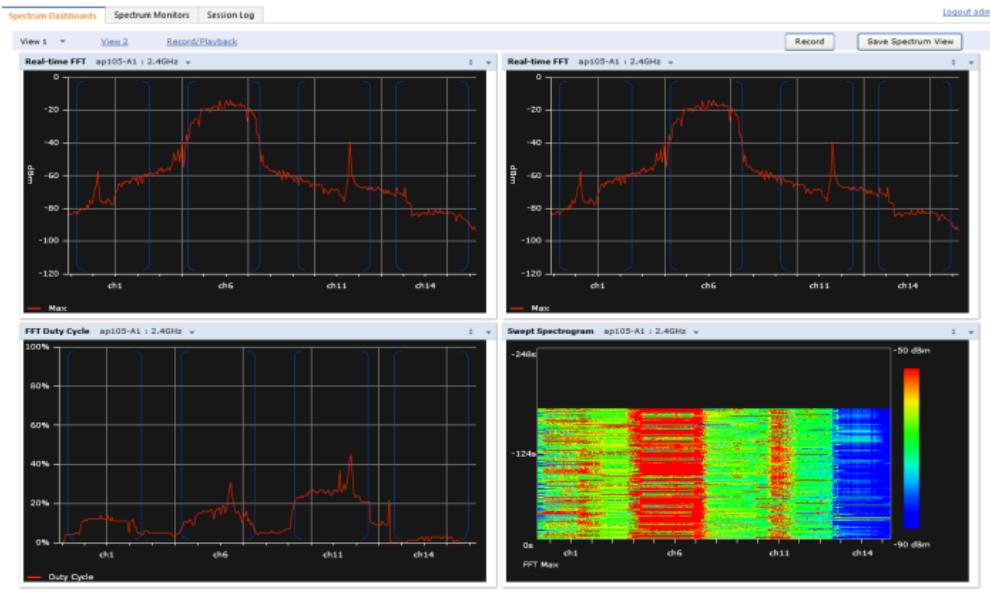 Spectrum Dashboards Spectrum Monitors Session Log Logout adm
View 1 View 2 Record/Playback Record Save Spectrum View
Real-time FFT ap105-A1 : 2.4GHz
0
-20
-40
-60
-80
-100
-120
dBm
ch1 ch6 ch11 ch14
Max
Real-time FFT ap105-A1 : 2.4GHz
0
-20
-40
-60
-80
-100
-120
dBm
ch1 ch6 ch11 ch14
Max
FFT Duty Cycle ap105-A1 : 2.4GHz
100%
80%
60%
40%
20%
0%
ch1 ch6 ch11 ch14
Duty Cycle
Swept Spectrogram ap105-A1 : 2.4GHz
-248s -50 dBm
-124s
0s -90 dBm
ch1 ch6 ch11 ch14
FFT Max